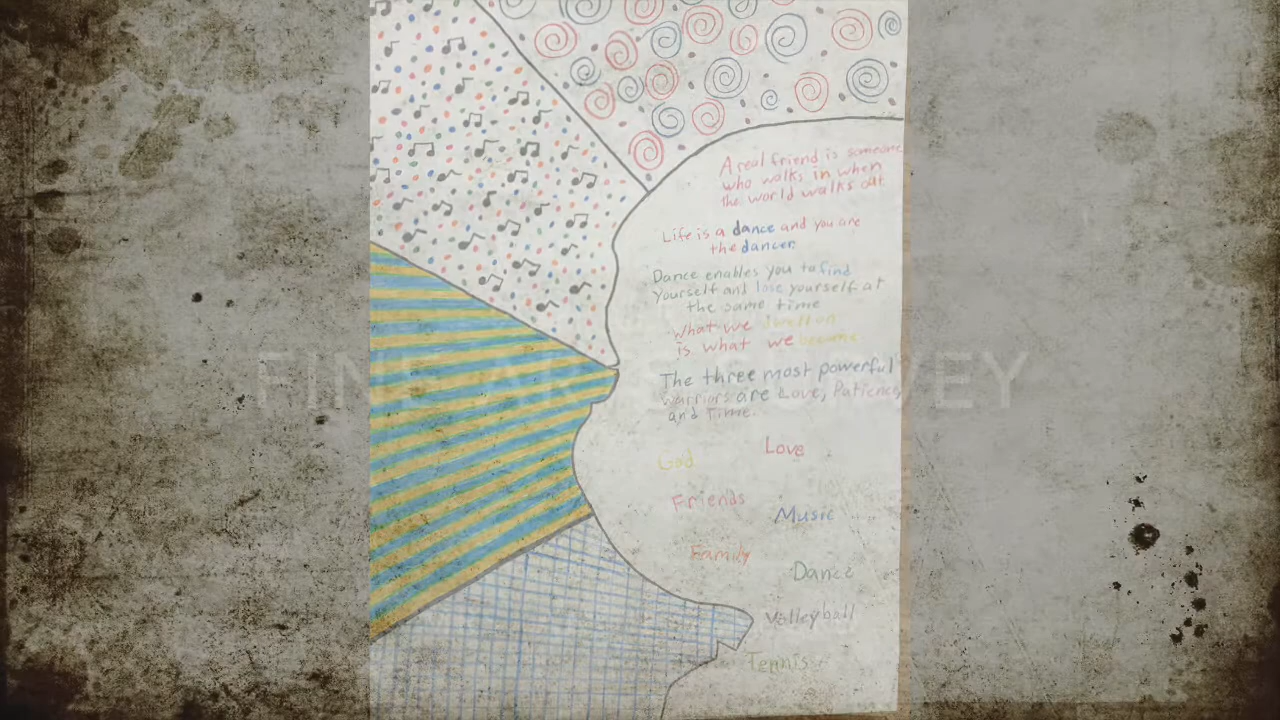 A real friend is someone
who walks in when
the world walks out
Life is a dance and you are
the dancer
Dance enables you to find
yourself and lose yourself at
the same time
What we dwell on
is what we become
The three most powerful
warriors are Love, Patience,
and Time.
Love
God
Friends
Music
Family
Dance
Valleyball
Tennis